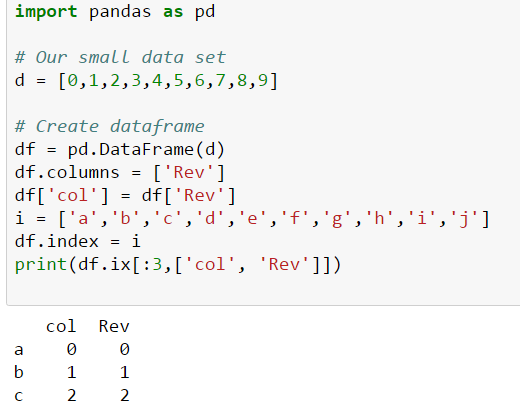 import pandas as pd
# Our small data set
d = [0,1,2,3,4,5,6,7,8,9]
# Create dataframe
df = pd.DataFrame(d)
df.columns = ['Rev']
df['col'] = df['Rev']
i = ['a','b','c','d','e','f','g','h','i','j']
df.index = i
print(df.ix[:3,['col', 'Rev']])
col Rev
a 0 0
b 1 1
c 2 2